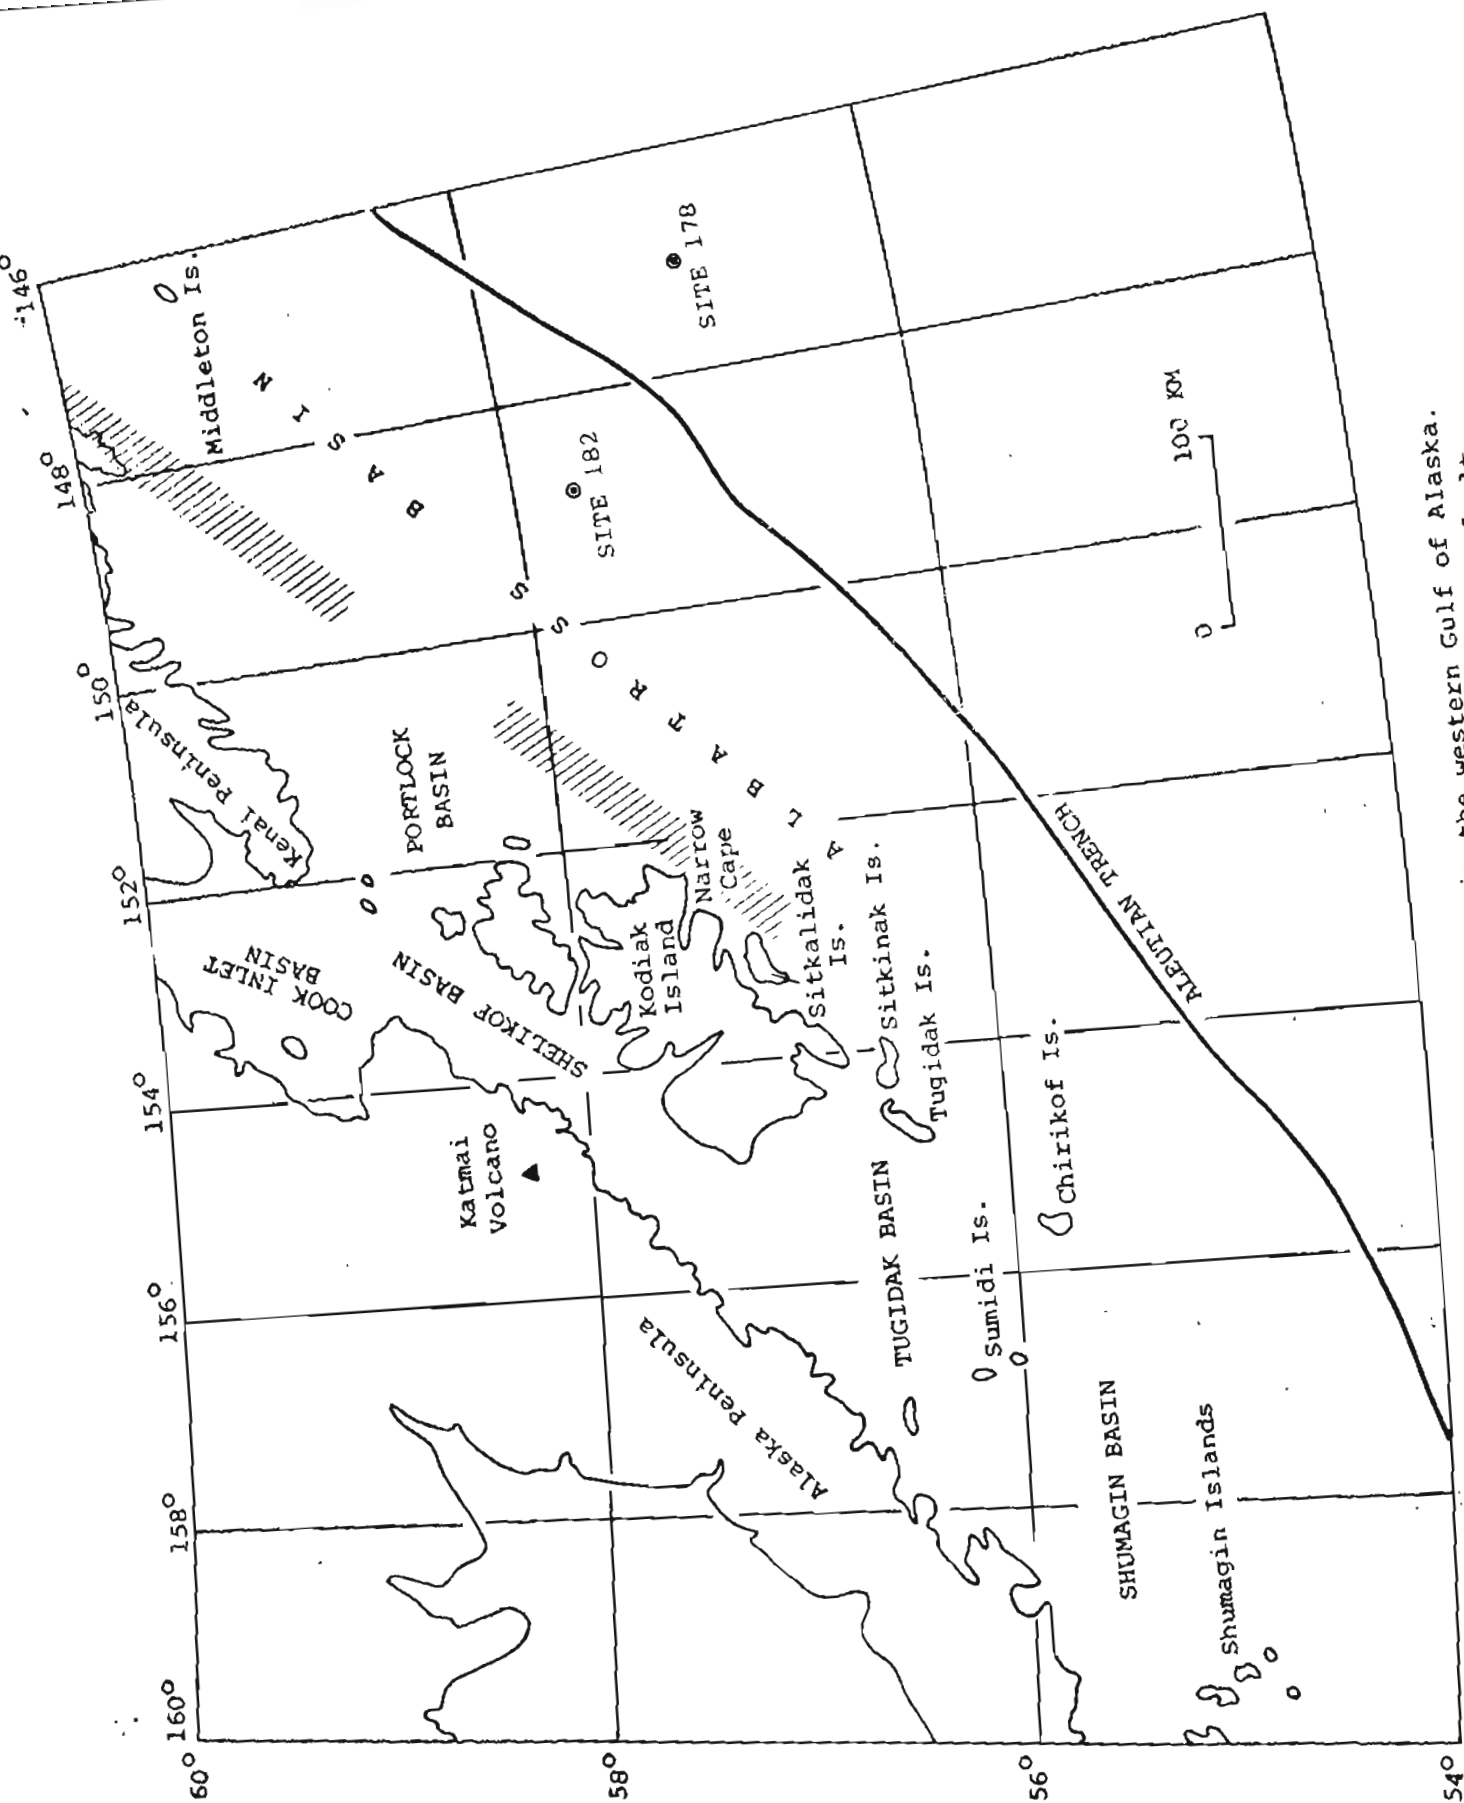 146°
148°
150°
152°
154°
156°
158°
160°
60°
58°
56°
54°
Middleton Is.
ALBATROSS BASIN
SITE 178
SITE 182
Kenai Peninsula
PORTLOCK
BASIN
COOK INLET
BASIN
SHELIKOF BASIN
Kodiak
Island
Narrow
Cape
Sitkalidak
Is.
Sitkinak Is.
Tugidak Is.
Katmai
Volcano
Chirikof Is.
TUGIDAK BASIN
Sumidi Is.
Alaska Peninsula
SHUMAGIN BASIN
Shumagin Islands
ALEUTIAN TRENCH
0 100 KM
the western Gulf of Alaska.